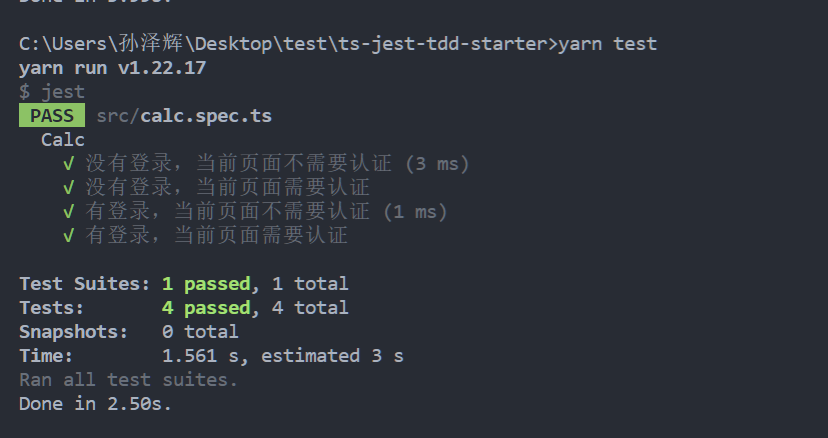 C:\Users\孙泽辉\Desktop\test\ts-jest-tdd-starter>yarn test
yarn run v1.22.17
$ jest
PASS src/calc.spec.ts
Calc
√ 没有登录，当前页面不需要认证 (3 ms)
√ 没有登录，当前页面需要认证
√ 有登录，当前页面不需要认证 (1 ms)
√ 有登录，当前页面需要认证
Test Suites: 1 passed, 1 total
Tests: 4 passed, 4 total
Snapshots: 0 total
Time: 1.561 s, estimated 3 s
Ran all test suites.
Done in 2.50s.